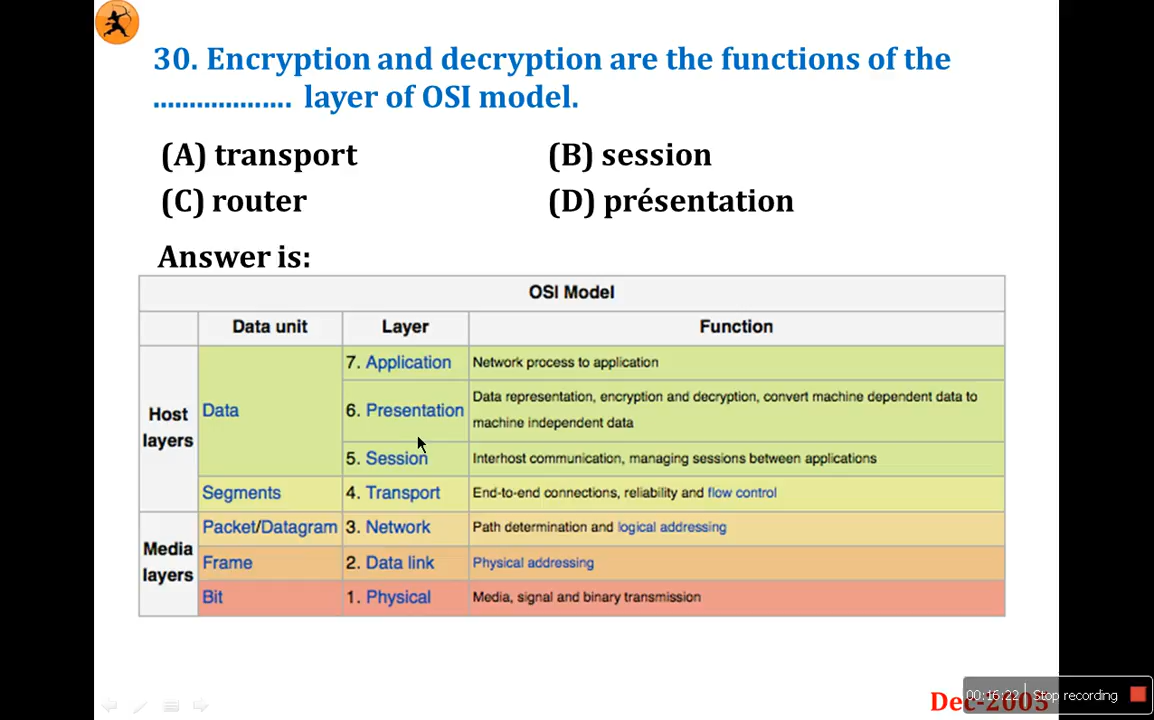 30. Encryption and decryption are the functions of the
................... layer of OSI model.
(A) transport (B) session
(C) router (D) présentation
Answer is:
OSI Model
Data unit Layer Function
Host layers
Data
7. Application Network process to application
6. Presentation Data representation, encryption and decryption, convert machine dependent data to
machine independent data
5. Session Interhost communication, managing sessions between applications
Segments 4. Transport End-to-end connections, reliability and flow control
Media layers
Packet/Datagram 3. Network Path determination and logical addressing
Frame 2. Data link Physical addressing
Bit 1. Physical Media, signal and binary transmission
Dec-2005
00:16:22 Stop recording